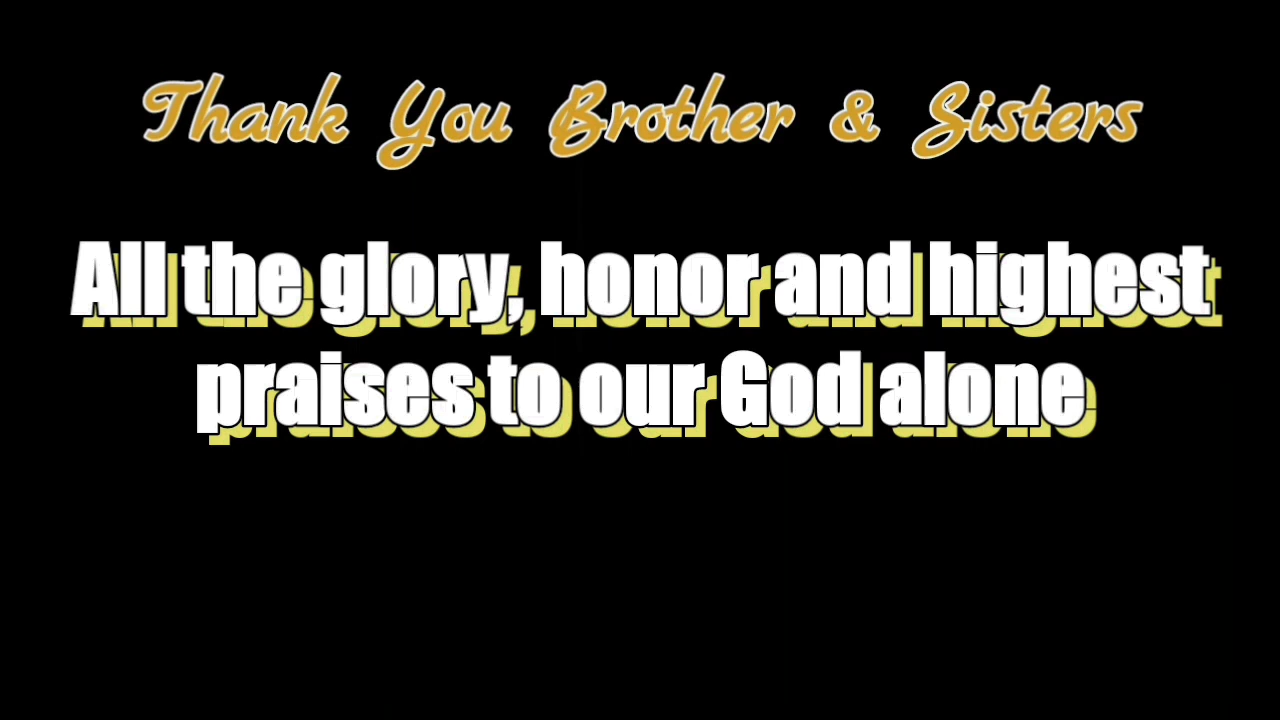 Thank You Brother & Sisters
All the glory, honor and highest
praises to our God alone